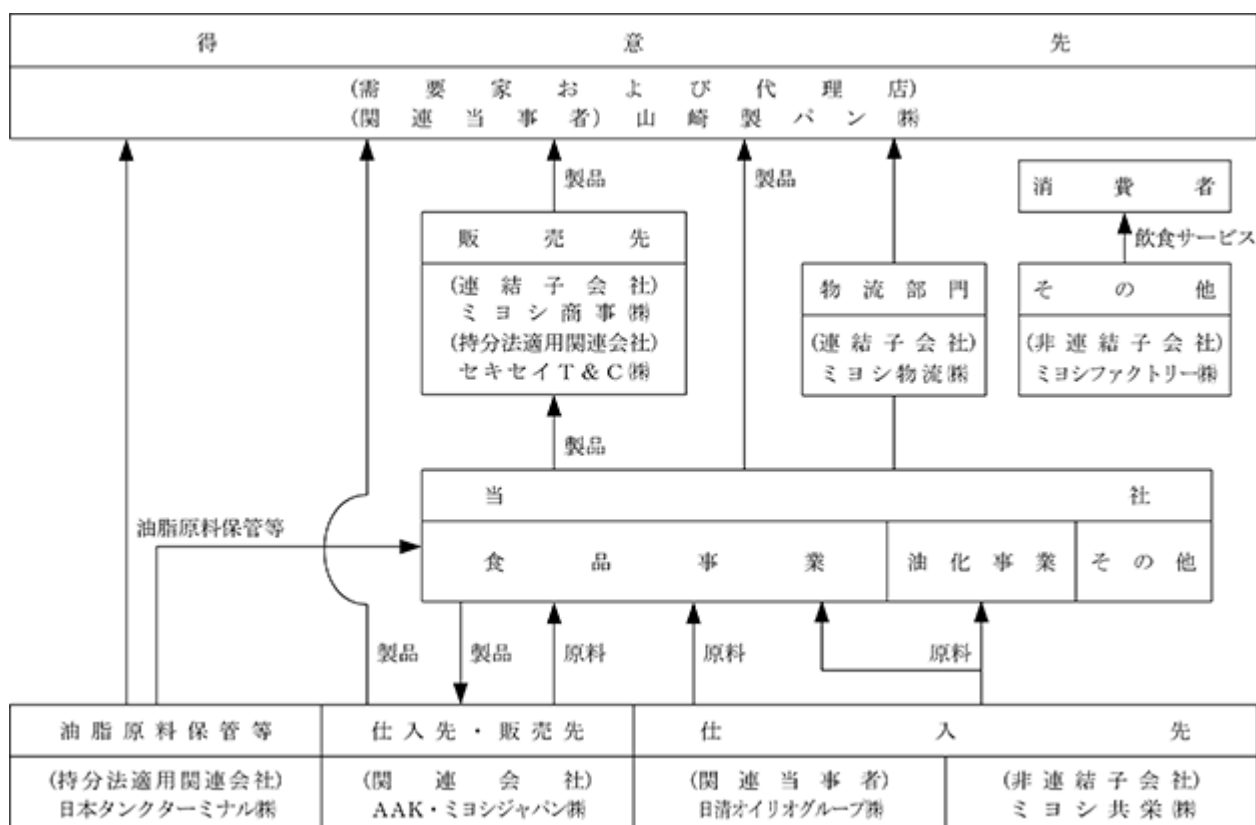 得意先
(需要家および代理店)
(関連当事者)山崎製パン㈱
製品
製品
消費者
飲食サービス
販売先
(連結子会社)
ミヨシ商事㈱
(持分法適用関連会社)
セキセイT&C㈱
物流部門
(連結子会社)
ミヨシ物流㈱
その他
(非連結子会社)
ミヨシファクトリー㈱
製品
当社
油脂原料保管等
食品事業
油化事業
その他
製品
製品
原料
原料
原料
油脂原料保管等
仕入先・販売先
仕入先
(持分法適用関連会社)
日本タンクターミナル㈱
(関連会社)
AAK・ミヨシジャパン㈱
(関連当事者)
日清オイリオグループ㈱
(非連結子会社)
ミヨシ共栄㈱